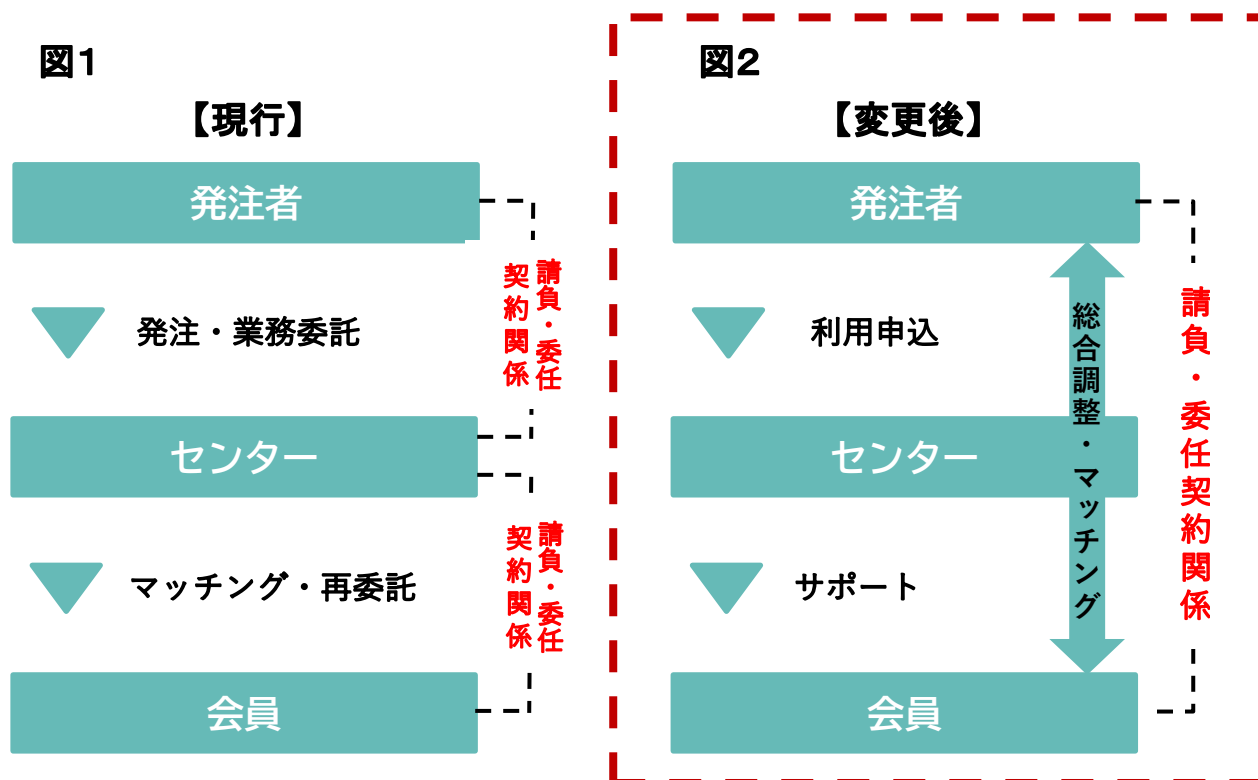 図1
【現行】
発注者
発注・業務委託
請負・委任
契約関係
センター
マッチング・再委託
請負・委任
契約関係
会員
図2
【変更後】
発注者
利用申込
総合調整・マッチング
請負・委任契約関係
センター
サポート
会員